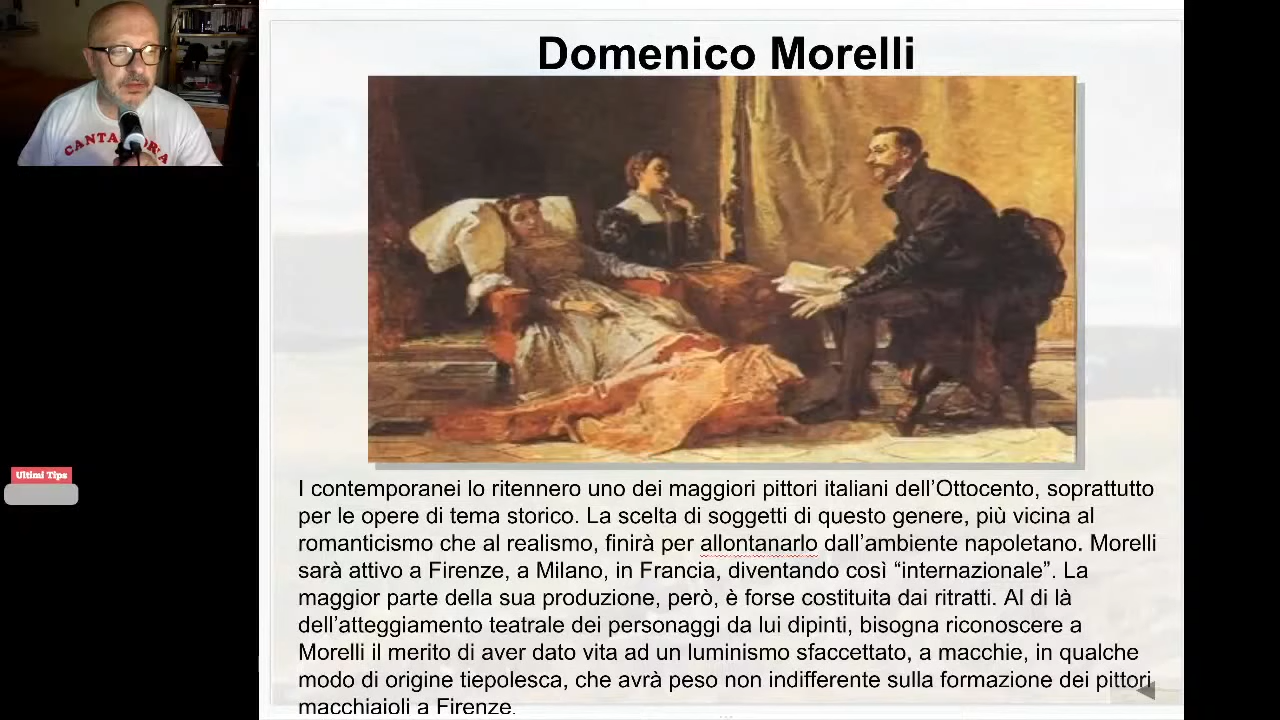 Domenico Morelli
CANTA
Ultimi Tips
I contemporanei lo ritennero uno dei maggiori pittori italiani dell’Ottocento, soprattutto
per le opere di tema storico. La scelta di soggetti di questo genere, più vicina al
romanticismo che al realismo, finirà per allontanarlo dall’ambiente napoletano. Morelli
sarà attivo a Firenze, a Milano, in Francia, diventando così “internazionale”. La
maggior parte della sua produzione, però, è forse costituita dai ritratti. Al di là
dell’atteggiamento teatrale dei personaggi da lui dipinti, bisogna riconoscere a
Morelli il merito di aver dato vita ad un luminismo sfaccettato, a macchie, in qualche
modo di origine tiepolesca, che avrà peso non indifferente sulla formazione dei pittori
macchiaioli a Firenze.